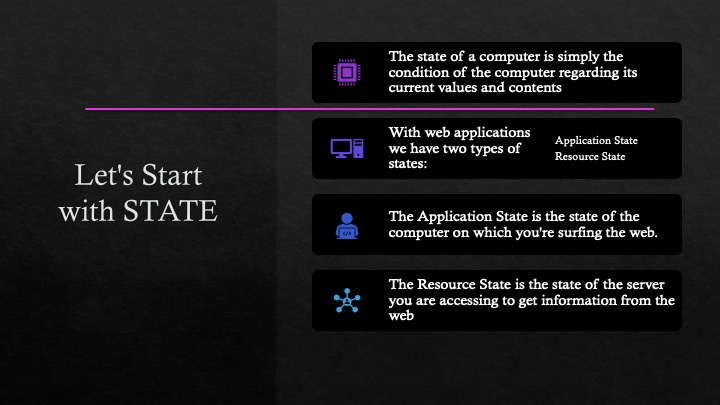 Let's Start
with STATE
The state of a computer is simply the
condition of the computer regarding its
current values and contents
With web applications
we have two types of
states:
Application State
Resource State
The Application State is the state of the
computer on which you're surfing the web.
The Resource State is the state of the server
you are accessing to get information from the
web